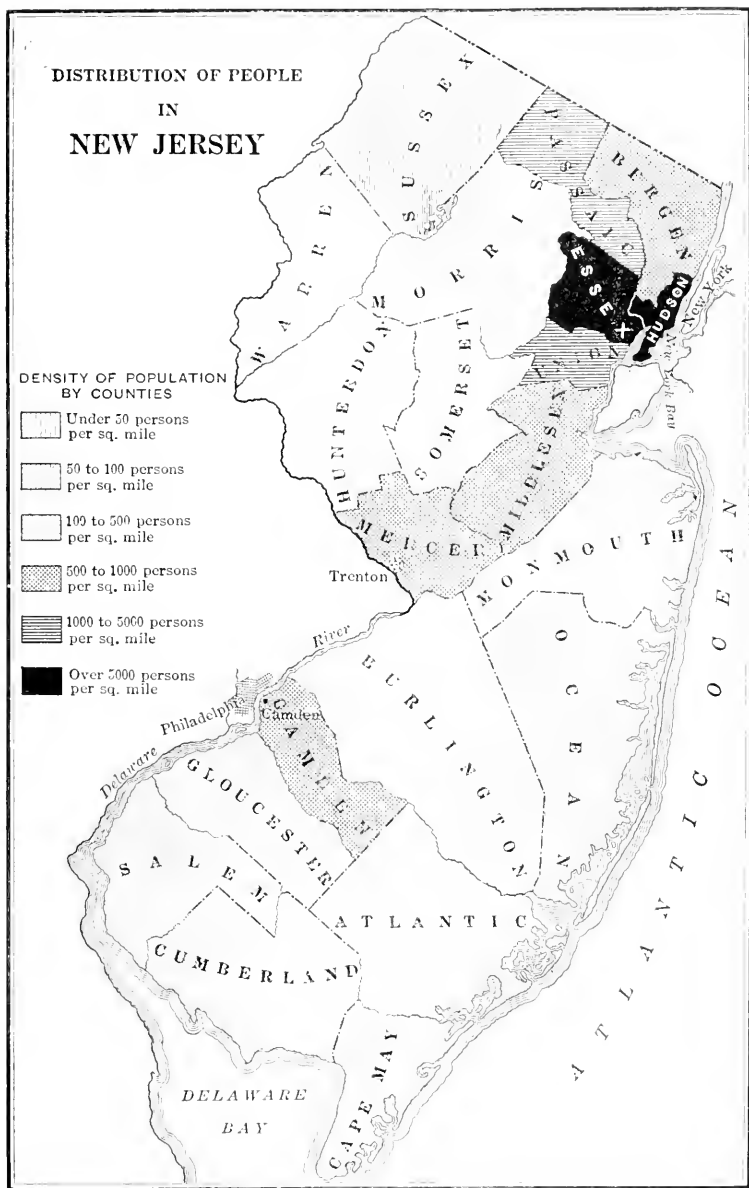 DISTRIBUTION OF PEOPLE
IN
NEW JERSEY
SUSSEX
PASSAIC
BERGEN
WARREN
MORRIS
ESSEX
HUDSON
New York
New York Bay
UNION
HUNTERDON
SOMERSET
MIDDLESEX
MERCER
MONMOUTH
Trenton
DENSITY OF POPULATION
BY COUNTIES
Under 50 persons
per sq. mile
50 to 100 persons
per sq. mile
100 to 500 persons
per sq. mile
500 to 1000 persons
per sq. mile
1000 to 5000 persons
per sq. mile
Over 5000 persons
per sq. mile
Delaware River
Philadelphia
Camden
CAMDEN
BURLINGTON
OCEAN
GLOUCESTER
SALEM
ATLANTIC
CUMBERLAND
CAPE MAY
DELAWARE
BAY
ATLANTIC OCEAN